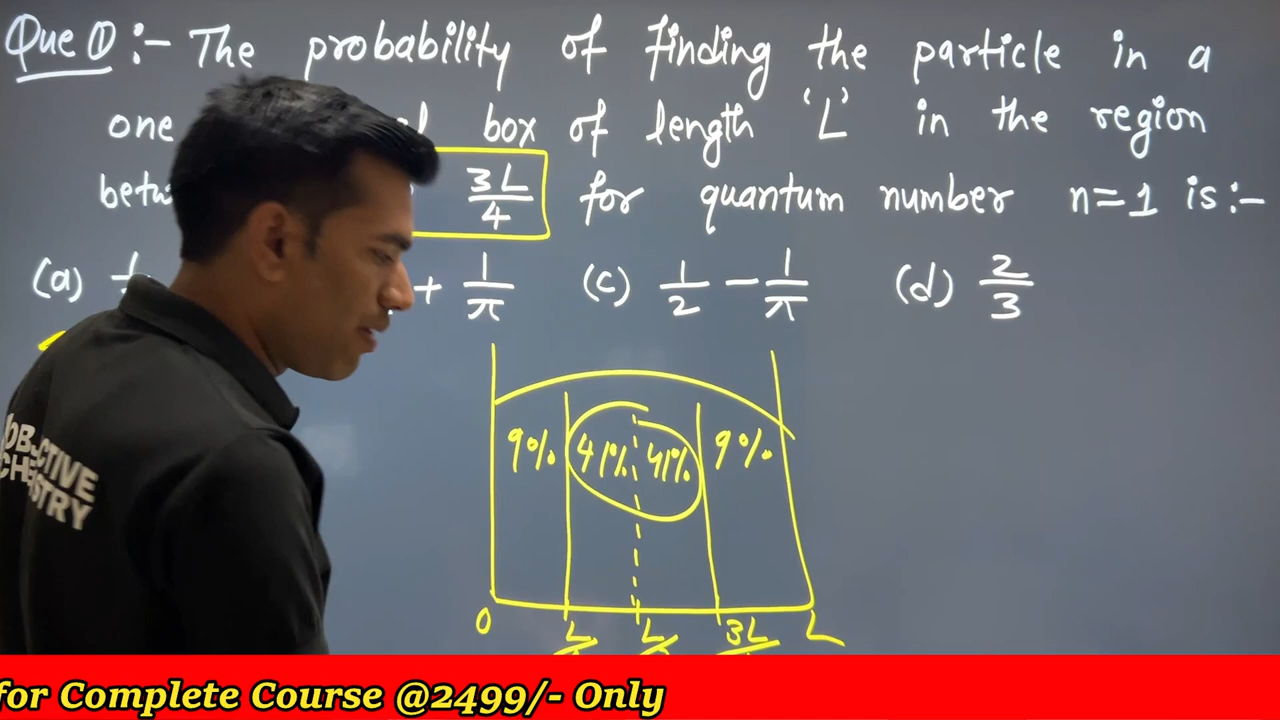 Que ① :- The probability of finding the particle in a
one box of length 'L' in the region
3L/4 for quantum number n=1 is :-
(a) + 1/π (c) 1/2 - 1/π (d) 2/3
9% 41% 41% 9%
0 L L 3L L
OBJECTIVE
CHEMISTRY
for Complete Course @2499/- Only